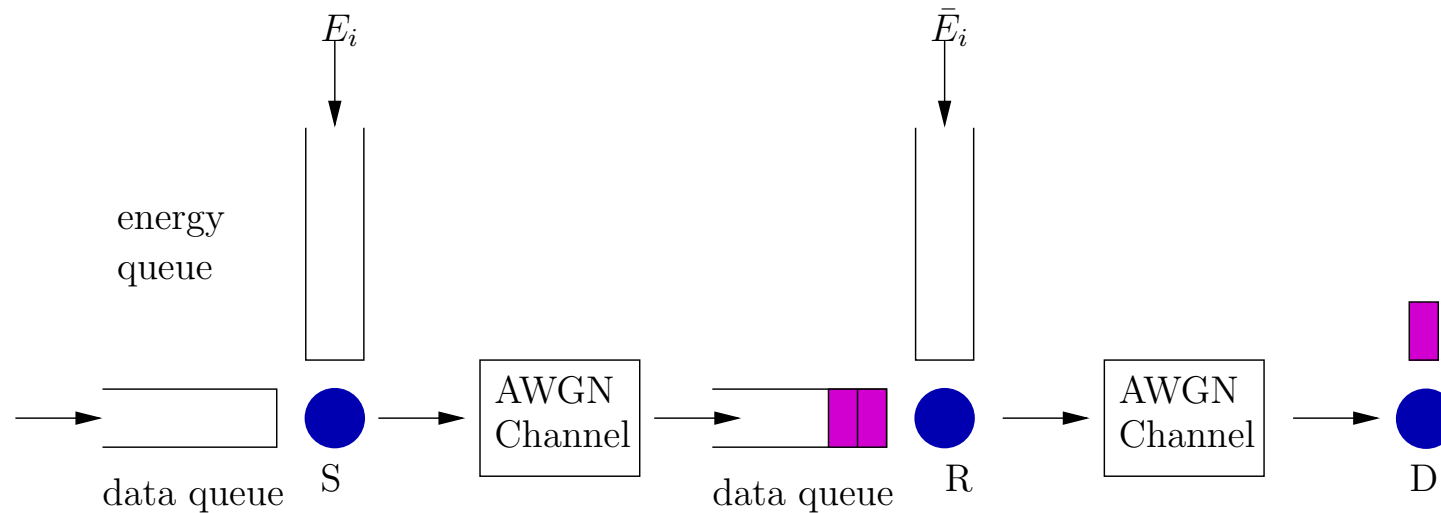 E_i
Ē_i
energy
queue
AWGN
Channel
AWGN
Channel
data queue
S
data queue
R
D